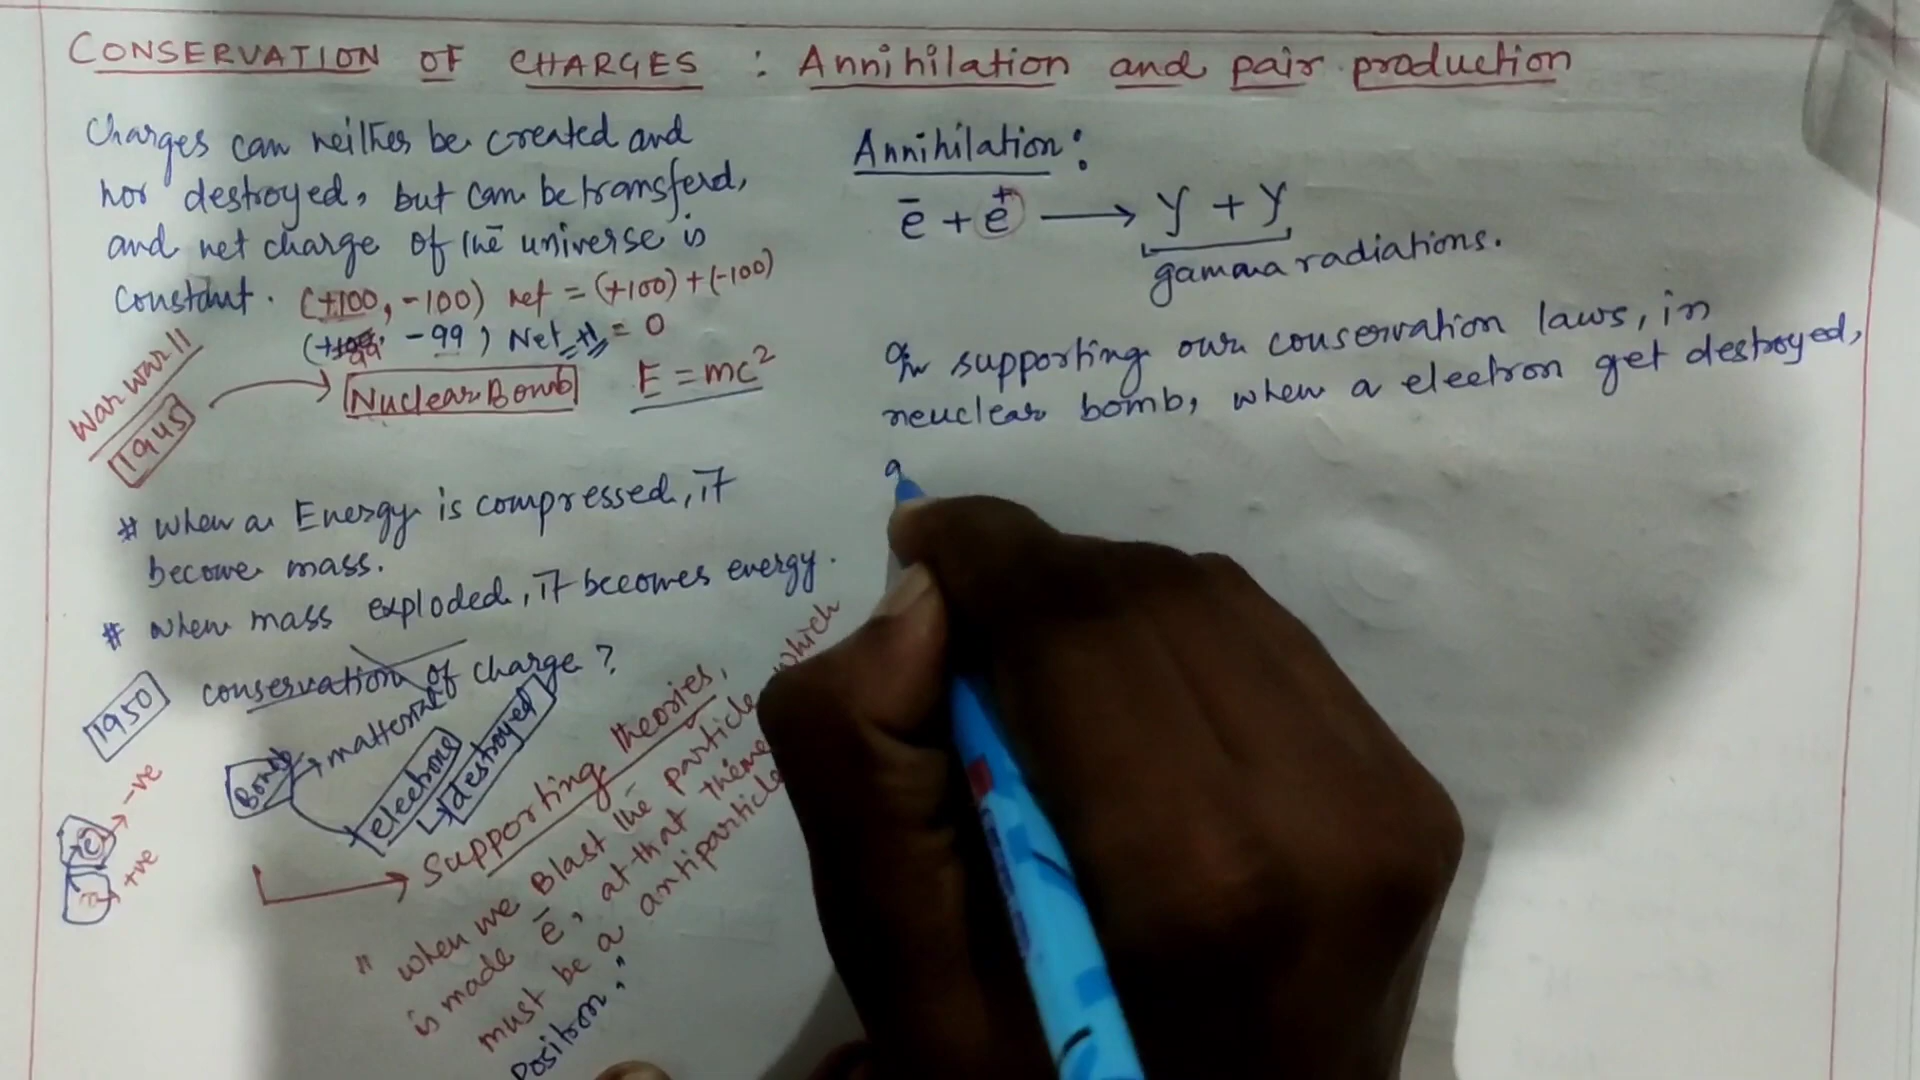 CONSERVATION OF CHARGES : Annihilation and pair production
Charges can neither be created and
nor destroyed, but can be transferd,
and net charge of the universe is
constant. (+100, -100) net = (+100) + (-100)
-99) Net = 0
War War II
1945
Nuclear Bomb E = mc²
# when a Energy is compressed, it
become mass.
# when mass exploded, it becomes energy.
1950 conservation of charge?
Bomb → matterial
electrons
destroyed
e -ve
+ve
Supporting theories,
" when we Blast the particle which
is made ē, at that theme
must be a antiparticle
Positron."
Annihilation:
ē + e⁺ → γ + γ
gamma radiations.
In supporting our conservation laws, in
neuclear bomb, when a electron get destroyed,